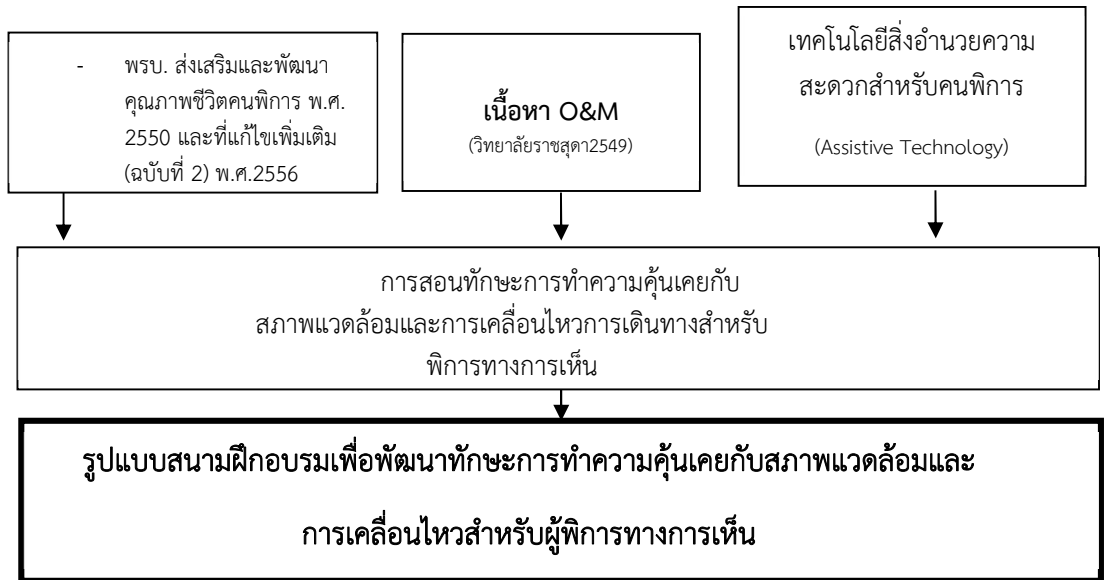 - พรบ. ส่งเสริมและพัฒนา
คุณภาพชีวิตคนพิการ พ.ศ.
2550 และที่แก้ไขเพิ่มเติม
(ฉบับที่ 2) พ.ศ.2556
เนื้อหา O&M
(วิทยาลัยราชสุดา2549)
เทคโนโลยีสิ่งอำนวยความ
สะดวกสำหรับคนพิการ
(Assistive Technology)
การสอนทักษะการทำความคุ้นเคยกับ
สภาพแวดล้อมและการเคลื่อนไหวการเดินทางสำหรับ
พิการทางการเห็น
รูปแบบสนามฝึกอบรมเพื่อพัฒนาทักษะการทำความคุ้นเคยกับสภาพแวดล้อมและ
การเคลื่อนไหวสำหรับผู้พิการทางการเห็น